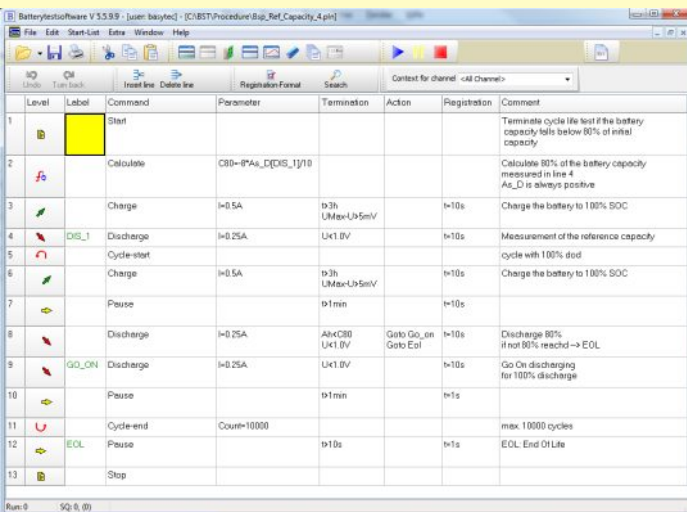 Batterytestsoftware V 5.5.9.9 - [user: basytec] - [C:\BST\Procedure\Bsp_Ref_Capacity_4.pln]
File Edit Start-List Extra Window Help
Undo Turn back Insert line Delete line Registration-Format Search Context for channel <All Channel>
Level Label Command Parameter Termination Action Registration Comment
1 Start Terminate cycle life test if the battery
capacity falls below 80% of initial
capacity
2 Calculate C80=-8*As_D[DIS_1]/10 Calculate 80% of the battery capacity
measured in line 4
As_D is always positive
3 Charge I=0.5A t>3h t=10s Charge the battery to 100% SOC
UMax-U>5mV
4 DIS_1 Discharge I=0.25A U<1.0V t=10s Measurement of the reference capacity
5 Cycle-start cycle with 100% dod
6 Charge I=0.5A t>3h t=10s Charge the battery to 100% SOC
UMax-U>5mV
7 Pause t>1min t=10s
8 Discharge I=0.25A Ah<C80 Goto Go_on t=10s Discharge 80%
U<1.0V Goto Eol if not 80% reachd --> EOL
9 GO_ON Discharge I=0.25A U<1.0V t=10s Go On discharging
for 100% discharge
10 Pause t>1min t=1s
11 Cycle-end Count=10000 max. 10000 cycles
12 EOL Pause t>10s t=1s EOL: End Of Life
13 Stop
Run: 0 SQ: 0, (0)